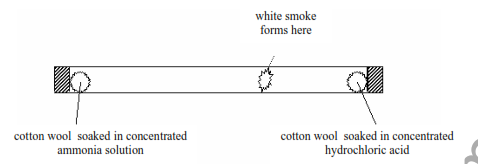 white smoke
forms here
cotton wool soaked in concentrated
ammonia solution
cotton wool soaked in concentrated
hydrochloric acid